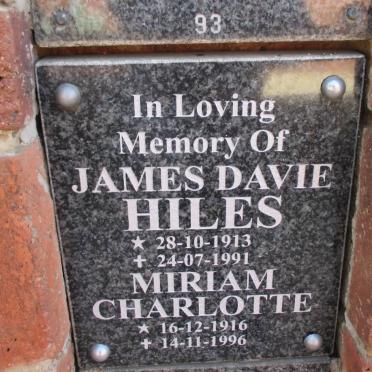 93
In Loving
Memory Of
JAMES DAVIE
HILES
★ 28-10-1913
✝ 24-07-1991
MIRIAM
CHARLOTTE
★ 16-12-1916
✝ 14-11-1996